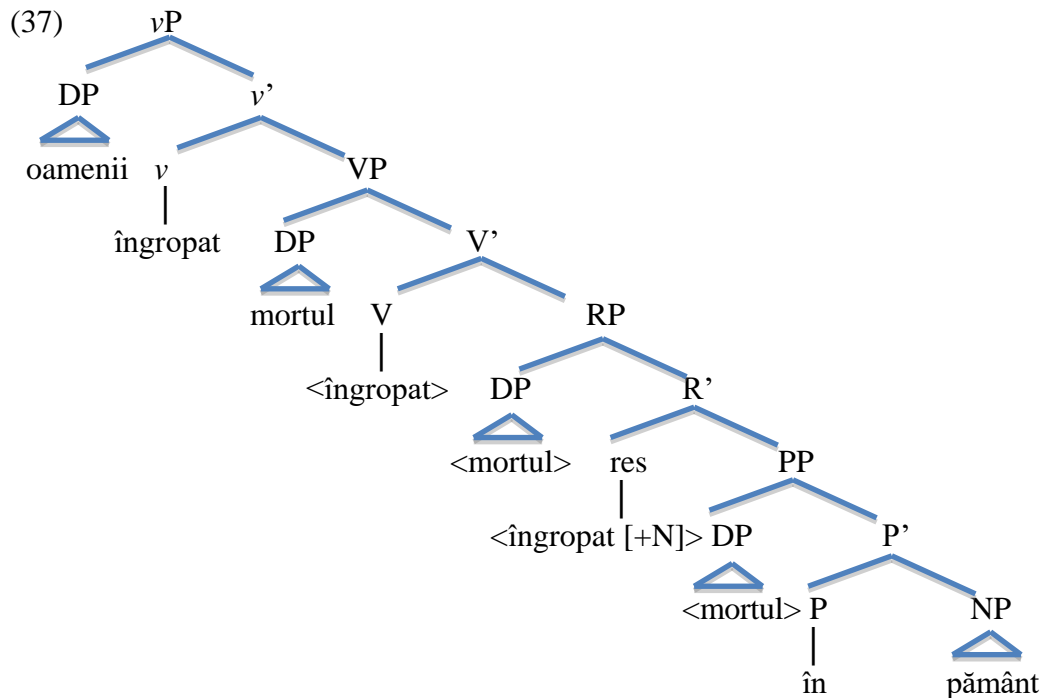 (37) vP
DP v’
oamenii v VP
îngropat DP V’
mortul V RP
<îngropat> DP R’
<mortul> res PP
<îngropat [+N]> DP P’
<mortul> P NP
în pământ